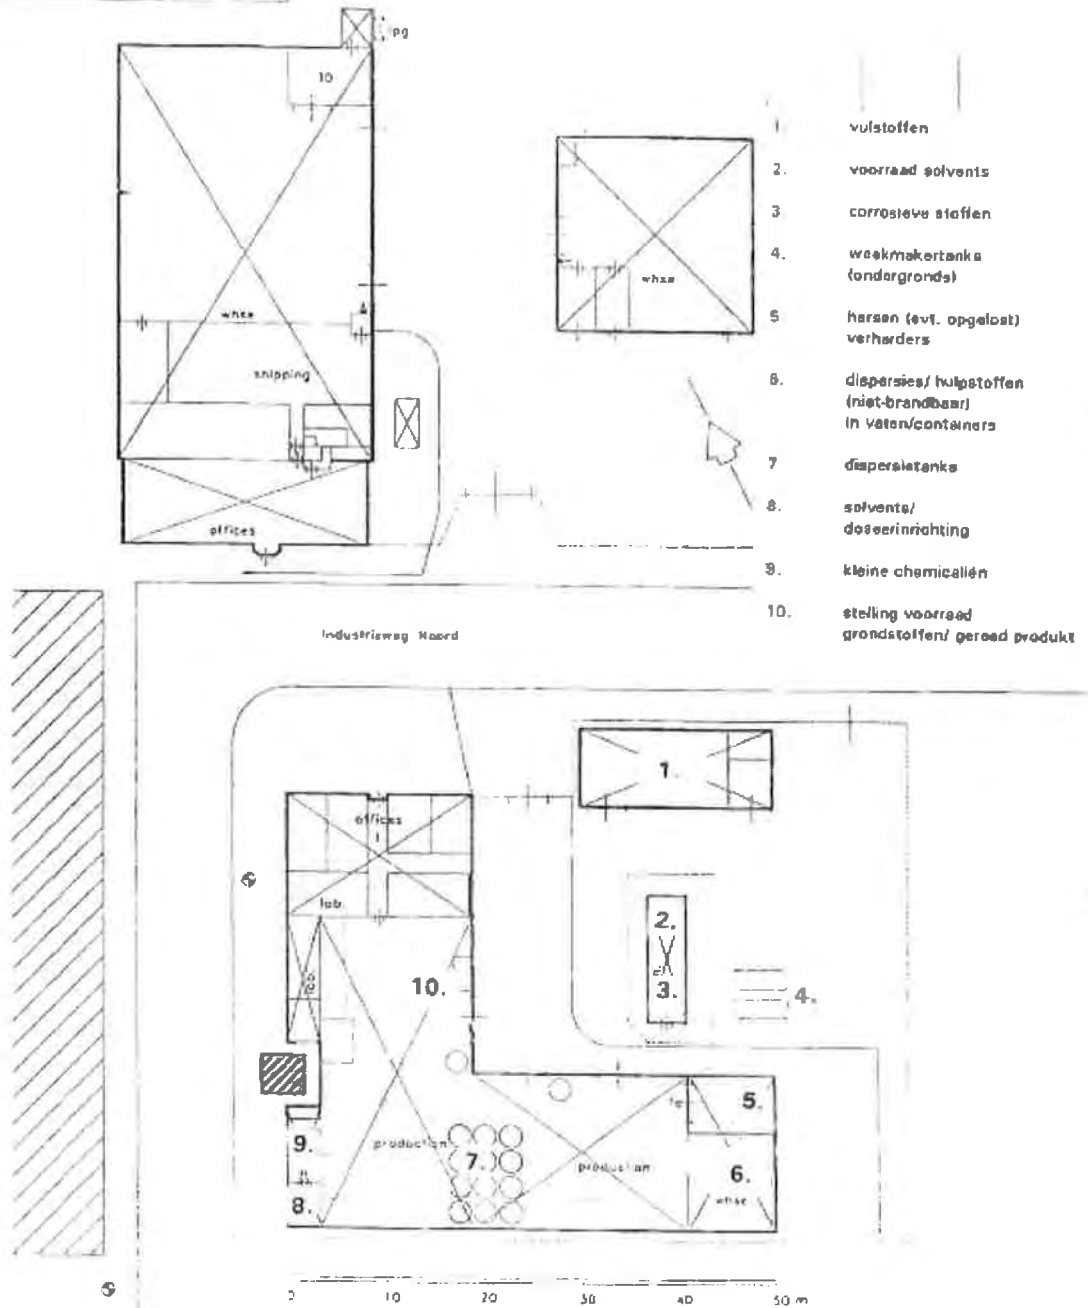 pg
10
whse
shipping
offices
whse
1. vulstoffen
2. voorraad solvents
3 corrosieve stoffen
4. weekmakertanks
(ondergronds)
5 harsen (evt. opgelost)
verharders
6. dispersies/ hulpstoffen
(niet-brandbaar)
in vaten/containers
7 dispersietanks
8. solvents/
doseerinrichting
9. kleine chemicaliën
10. stelling voorraad
grondstoffen/ gereed produkt
Industrieweg Noord
1.
offices
lab.
lab.
10.
2.
3.
4.
5.
9.
production
7.
production
6.
whse
8.
0 10 20 30 40 50 m